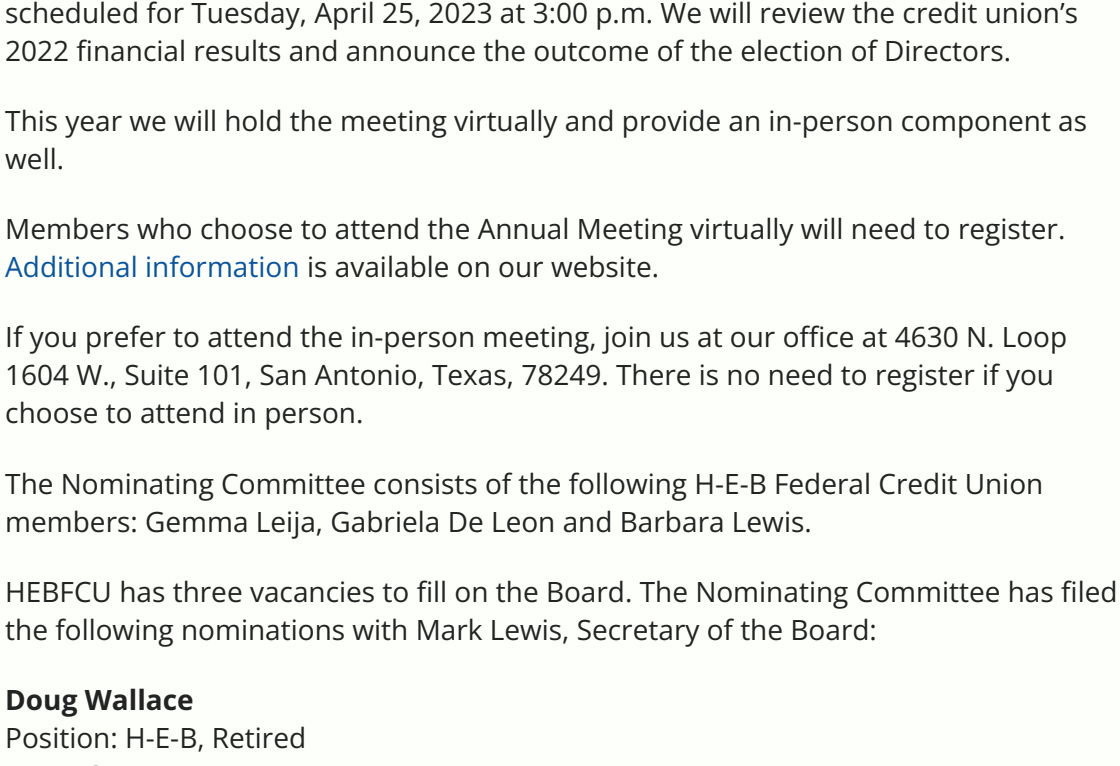 scheduled for Tuesday, April 25, 2023 at 3:00 p.m. We will review the credit union’s
2022 financial results and announce the outcome of the election of Directors.
This year we will hold the meeting virtually and provide an in-person component as
well.
Members who choose to attend the Annual Meeting virtually will need to register.
Additional information is available on our website.
If you prefer to attend the in-person meeting, join us at our office at 4630 N. Loop
1604 W., Suite 101, San Antonio, Texas, 78249. There is no need to register if you
choose to attend in person.
The Nominating Committee consists of the following H-E-B Federal Credit Union
members: Gemma Leija, Gabriela De Leon and Barbara Lewis.
HEBFCU has three vacancies to fill on the Board. The Nominating Committee has filed
the following nominations with Mark Lewis, Secretary of the Board:
Doug Wallace
Position: H-E-B, Retired